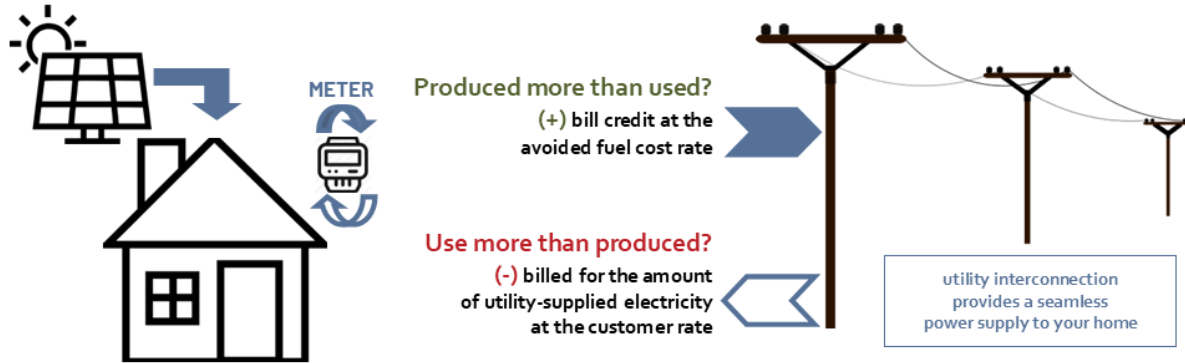 METER
Produced more than used?
(+) bill credit at the
avoided fuel cost rate
Use more than produced?
(-) billed for the amount
of utility-supplied electricity
at the customer rate
utility interconnection
provides a seamless
power supply to your home